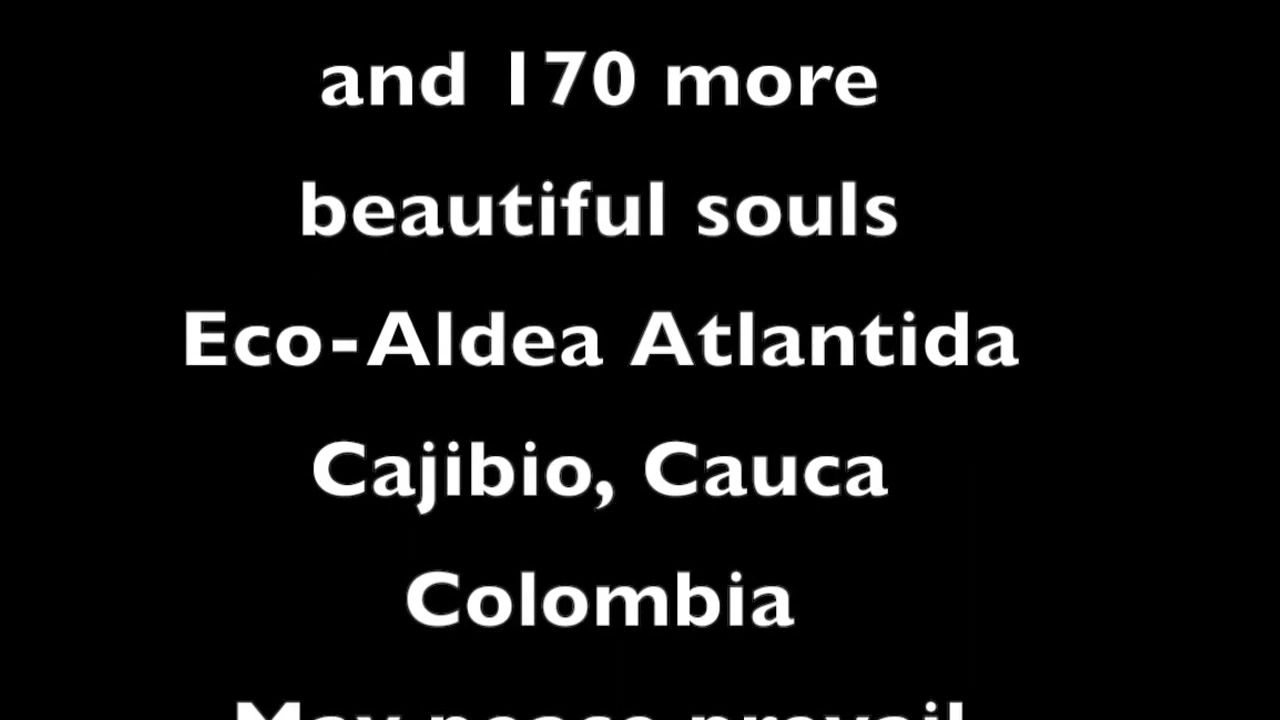 and 170 more
beautiful souls
Eco-Aldea Atlantida
Cajibio, Cauca
Colombia
May peace prevail